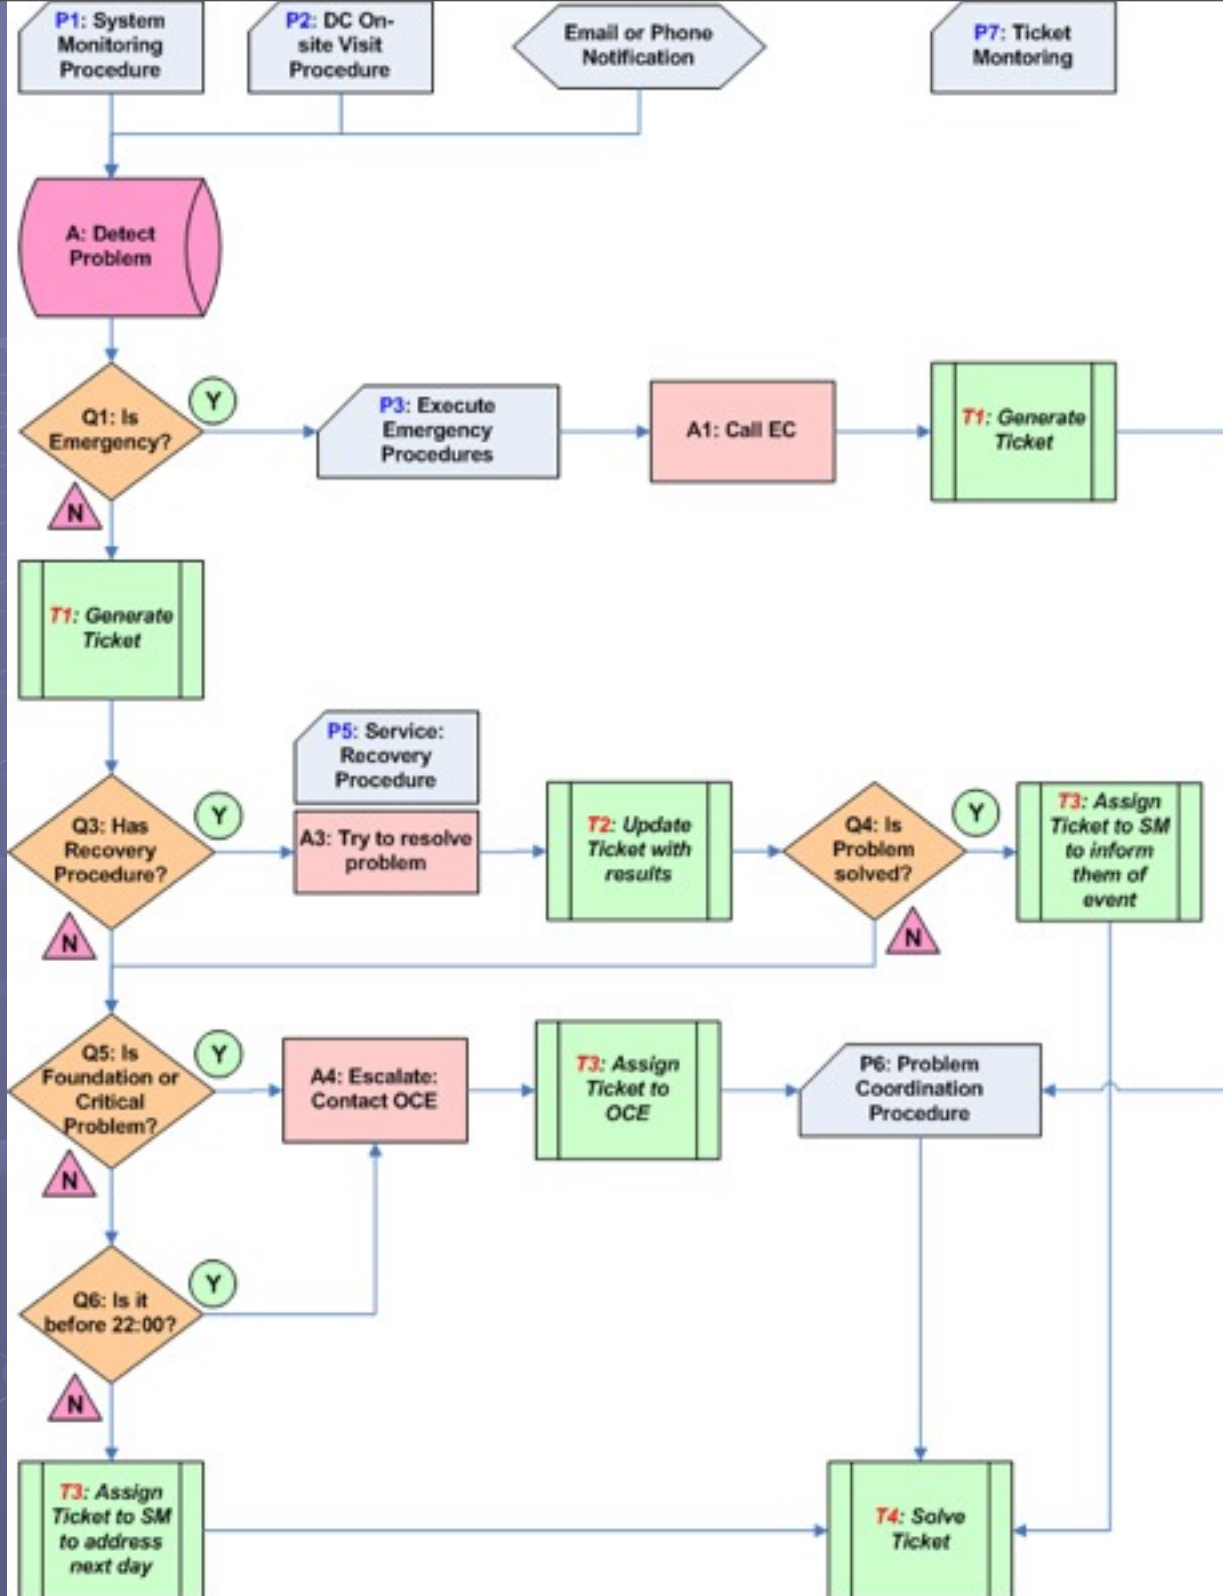 P1: System
Monitoring
Procedure
P2: DC On-
site Visit
Procedure
Email or Phone
Notification
P7: Ticket
Montoring
A: Detect
Problem
Q1: Is
Emergency?
Y
N
P3: Execute
Emergency
Procedures
A1: Call EC
T1: Generate
Ticket
T1: Generate
Ticket
P5: Service:
Recovery
Procedure
Q3: Has
Recovery
Procedure?
Y
N
A3: Try to resolve
problem
T2: Update
Ticket with
results
Q4: Is
Problem
solved?
Y
N
T3: Assign
Ticket to SM
to inform
them of
event
Q5: Is
Foundation or
Critical
Problem?
Y
N
A4: Escalate:
Contact OCE
T3: Assign
Ticket to
OCE
P6: Problem
Coordination
Procedure
Q6: Is it
before 22:00?
Y
N
T3: Assign
Ticket to SM
to address
next day
T4: Solve
Ticket